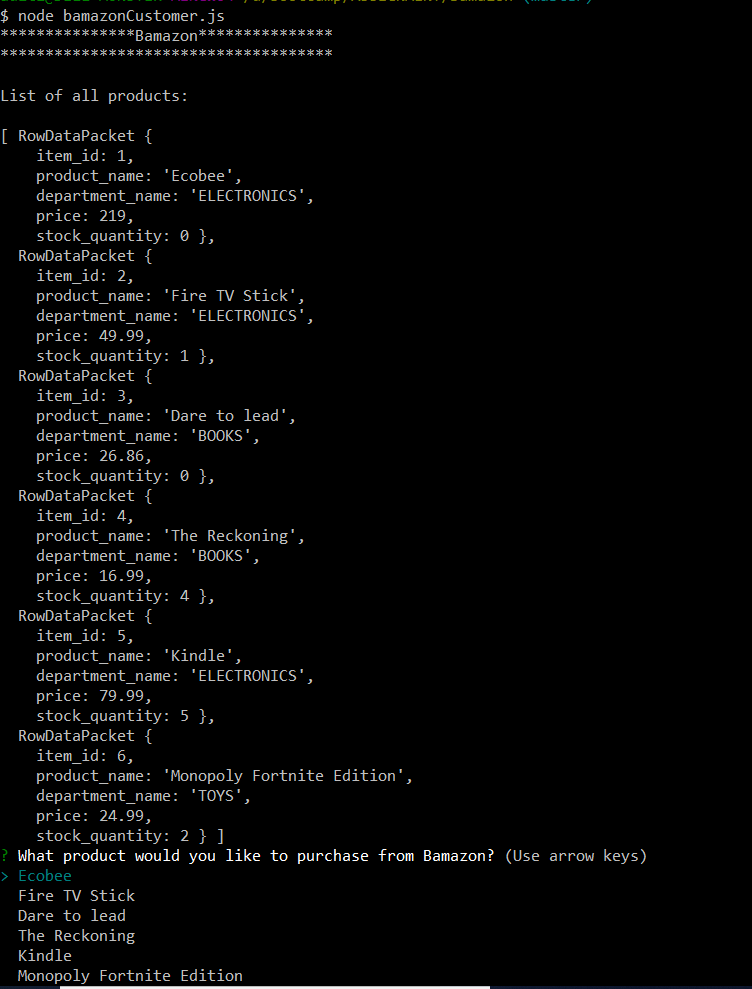 $ node bamazonCustomer.js
***************Bamazon***************
*************************************
List of all products:
[ RowDataPacket {
item_id: 1,
product_name: 'Ecobee',
department_name: 'ELECTRONICS',
price: 219,
stock_quantity: 0 },
RowDataPacket {
item_id: 2,
product_name: 'Fire TV Stick',
department_name: 'ELECTRONICS',
price: 49.99,
stock_quantity: 1 },
RowDataPacket {
item_id: 3,
product_name: 'Dare to lead',
department_name: 'BOOKS',
price: 26.86,
stock_quantity: 0 },
RowDataPacket {
item_id: 4,
product_name: 'The Reckoning',
department_name: 'BOOKS',
price: 16.99,
stock_quantity: 4 },
RowDataPacket {
item_id: 5,
product_name: 'Kindle',
department_name: 'ELECTRONICS',
price: 79.99,
stock_quantity: 5 },
RowDataPacket {
item_id: 6,
product_name: 'Monopoly Fortnite Edition',
department_name: 'TOYS',
price: 24.99,
stock_quantity: 2 } ]
? What product would you like to purchase from Bamazon? (Use arrow keys)
> Ecobee
Fire TV Stick
Dare to lead
The Reckoning
Kindle
Monopoly Fortnite Edition